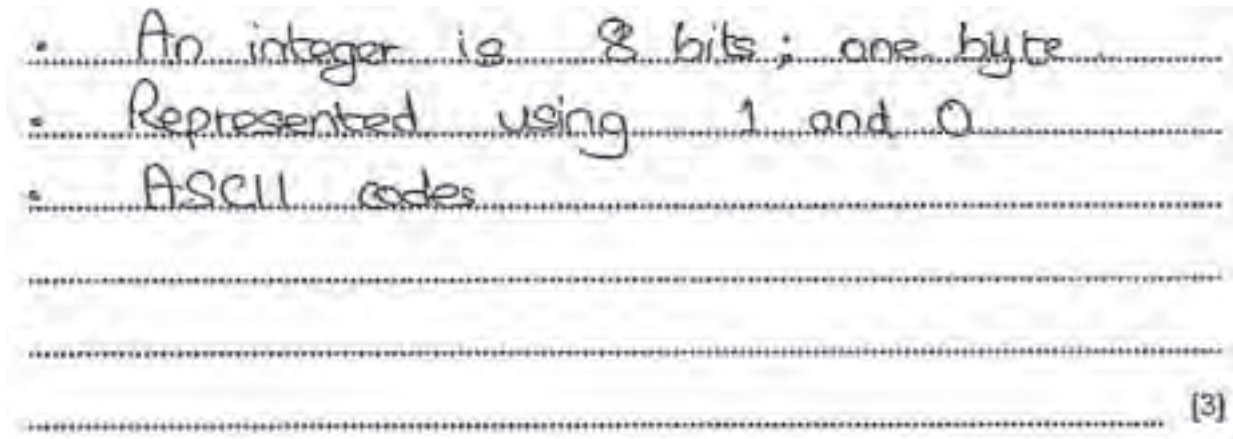 • An integer is 8 bits; one byte.
• Represented using 1 and 0
• ASCII codes
[3]